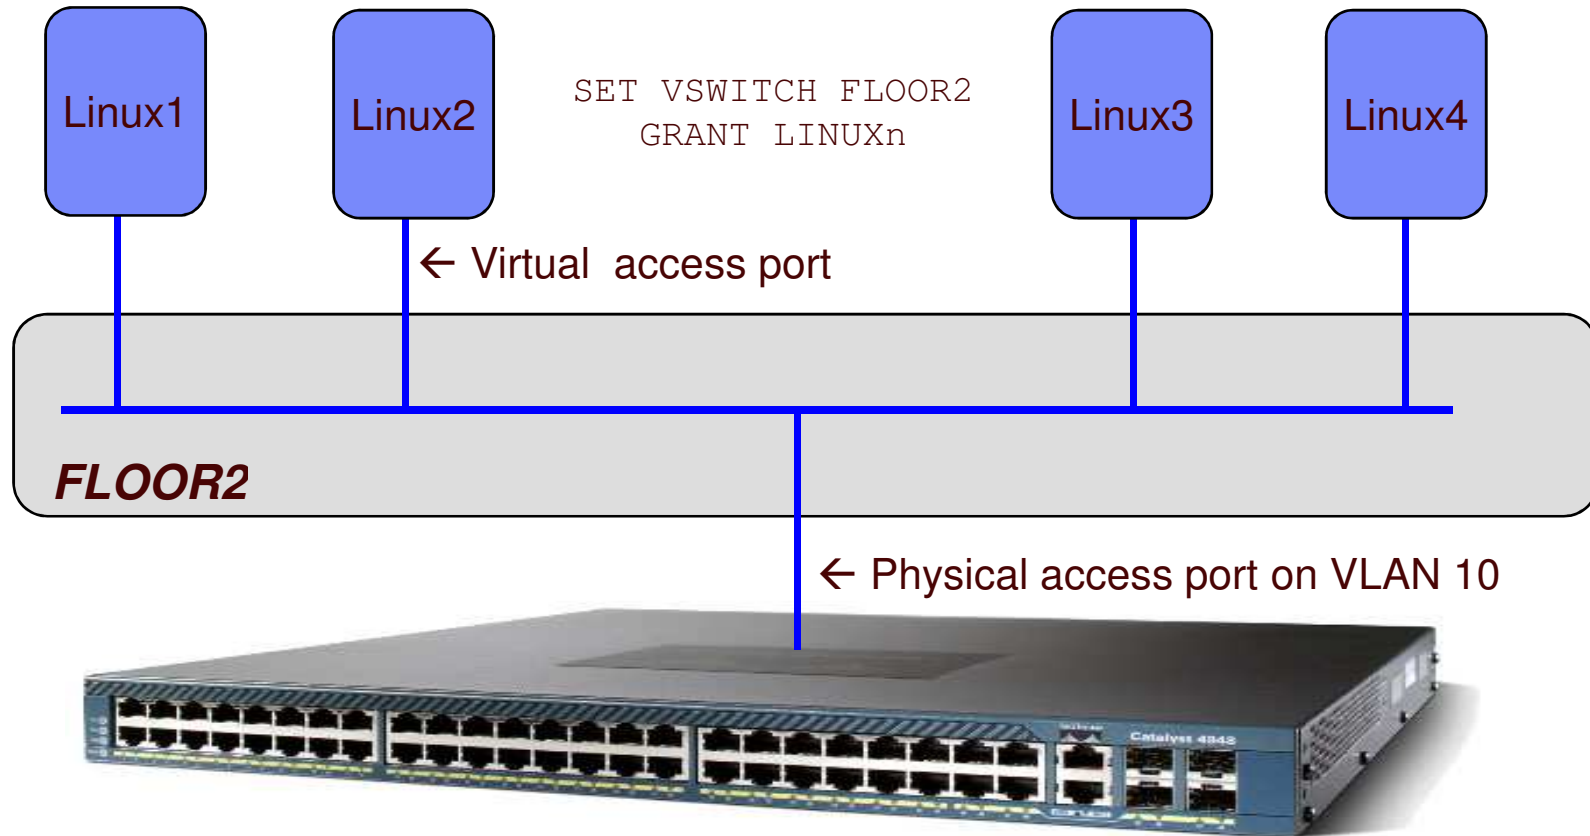 Linux1
Linux2
SET VSWITCH FLOOR2
GRANT LINUXn
Linux3
Linux4
← Virtual access port
FLOOR2
← Physical access port on VLAN 10
Catalyst 4948